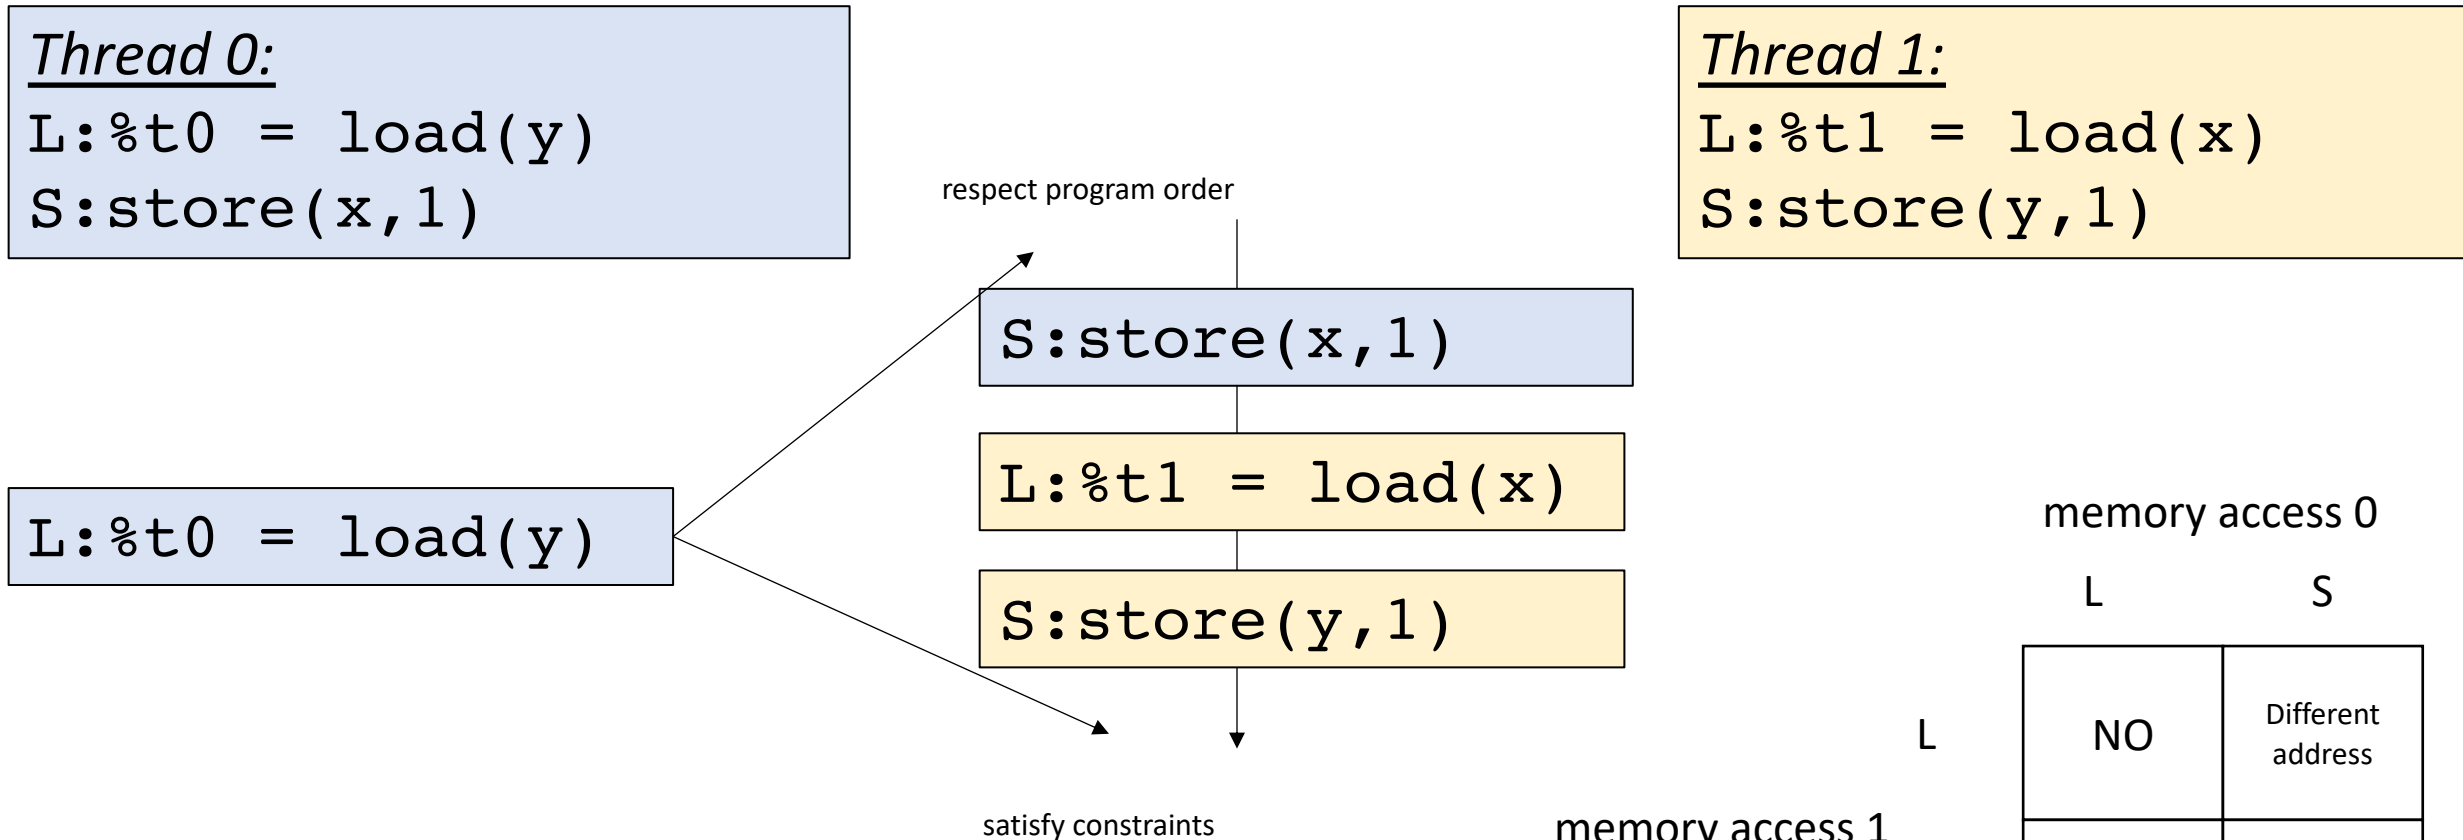 Thread 0:
L:%t0 = load(y)
S:store(x,1)
Thread 1:
L:%t1 = load(x)
S:store(y,1)
respect program order
S:store(x,1)
L:%t1 = load(x)
S:store(y,1)
L:%t0 = load(y)
satisfy constraints
memory access 0
L S
L NO Different
address
memory access 1